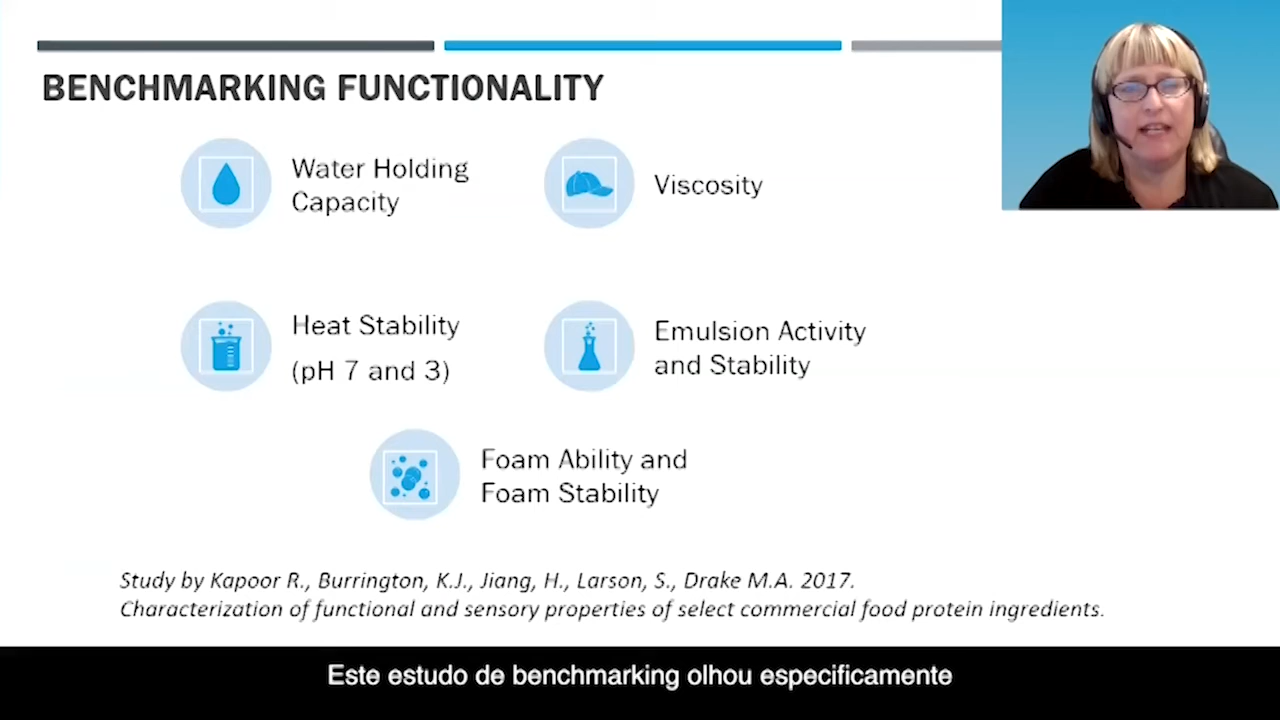 BENCHMARKING FUNCTIONALITY
Water Holding
Capacity
Viscosity
Heat Stability
(pH 7 and 3)
Emulsion Activity
and Stability
Foam Ability and
Foam Stability
Study by Kapoor R., Burrington, K.J., Jiang, H., Larson, S., Drake M.A. 2017.
Characterization of functional and sensory properties of select commercial food protein ingredients.
Este estudo de benchmarking olhou especificamente